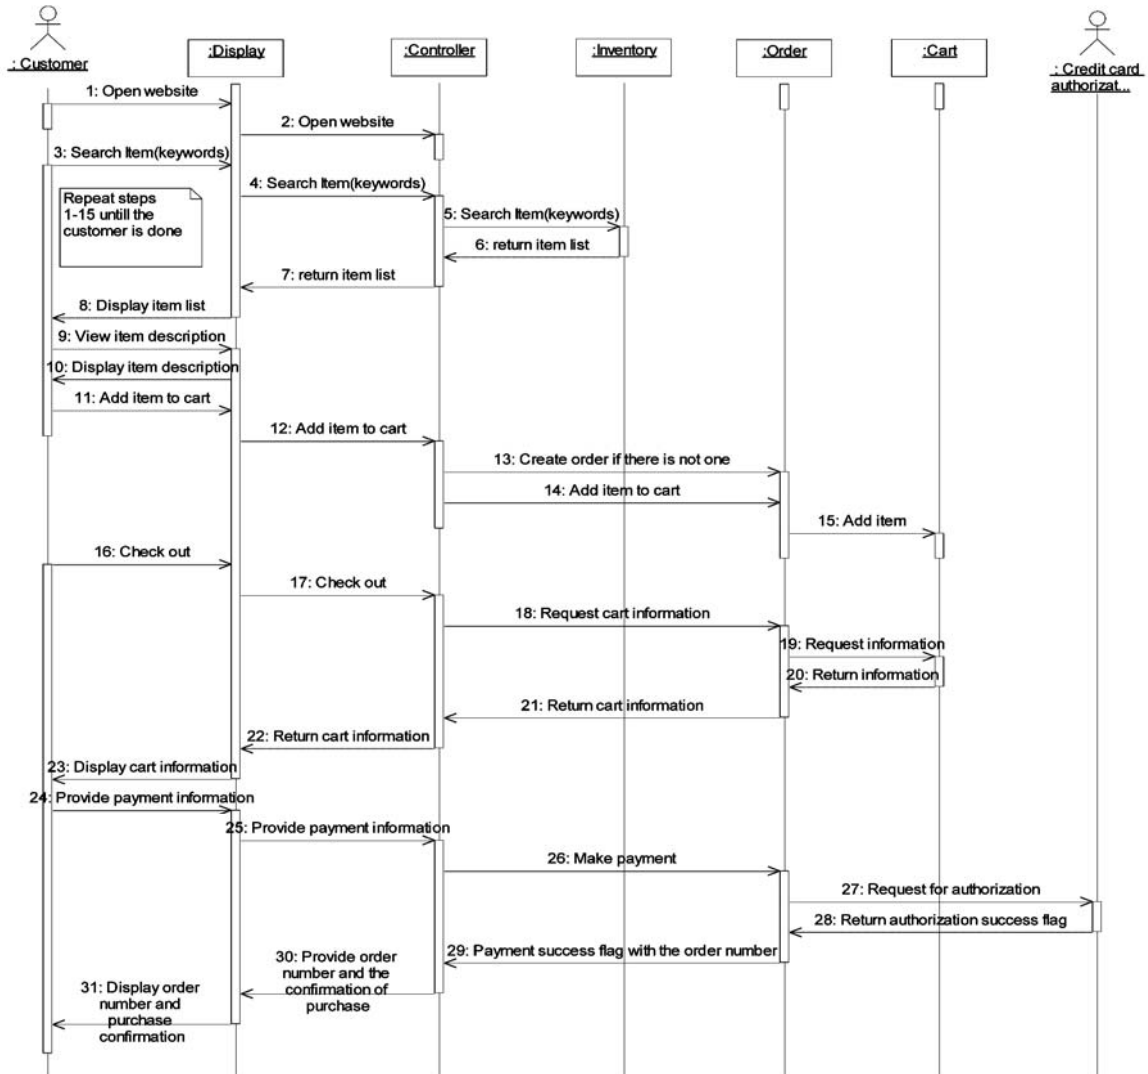 : Customer
:Display
:Controller
:Inventory
:Order
:Cart
: Credit card
authorizat...
1: Open website
2: Open website
3: Search Item(keywords)
4: Search Item(keywords)
Repeat steps
1-15 untill the
customer is done
5: Search Item(keywords)
6: return item list
7: return item list
8: Display item list
9: View item description
10: Display item description
11: Add item to cart
12: Add item to cart
13: Create order if there is not one
14: Add item to cart
15: Add item
16: Check out
17: Check out
18: Request cart information
19: Request information
20: Return information
21: Return cart information
22: Return cart information
23: Display cart information
24: Provide payment information
25: Provide payment information
26: Make payment
27: Request for authorization
28: Return authorization success flag
29: Payment success flag with the order number
30: Provide order
number and the
confirmation of
purchase
31: Display order
number and
purchase
confirmation